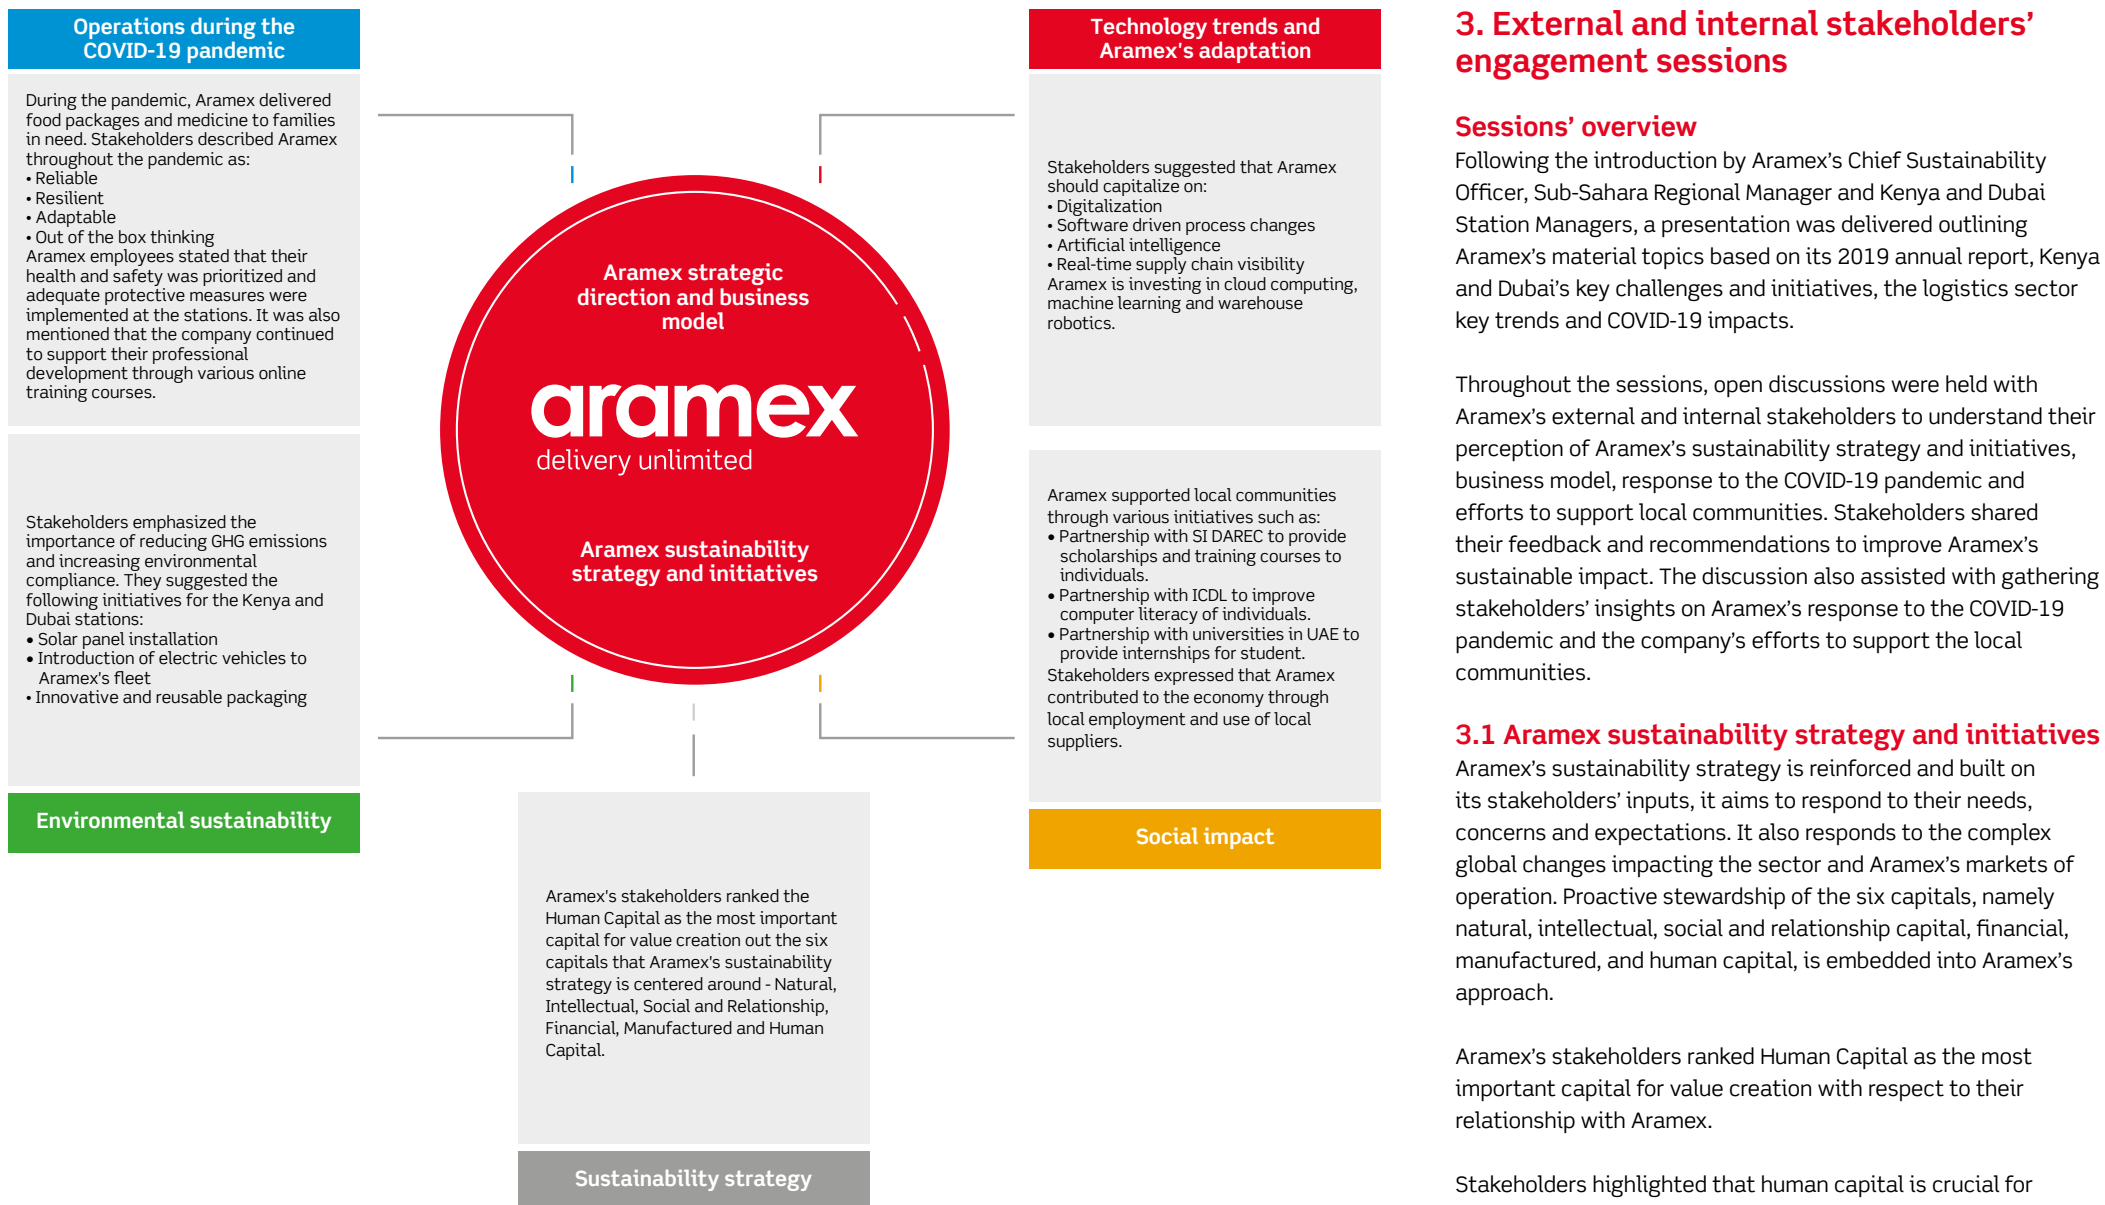 Operations during the
COVID-19 pandemic
During the pandemic, Aramex delivered
food packages and medicine to families
in need. Stakeholders described Aramex
throughout the pandemic as:
• Reliable
• Resilient
• Adaptable
• Out of the box thinking
Aramex employees stated that their
health and safety was prioritized and
adequate protective measures were
implemented at the stations. It was also
mentioned that the company continued
to support their professional
development through various online
training courses.
Stakeholders emphasized the
importance of reducing GHG emissions
and increasing environmental
compliance. They suggested the
following initiatives for the Kenya and
Dubai stations:
• Solar panel installation
• Introduction of electric vehicles to
Aramex's fleet
• Innovative and reusable packaging
Environmental sustainability
Aramex strategic
direction and business
model
aramex
delivery unlimited
Aramex sustainability
strategy and initiatives
Aramex's stakeholders ranked the
Human Capital as the most important
capital for value creation out the six
capitals that Aramex's sustainability
strategy is centered around - Natural,
Intellectual, Social and Relationship,
Financial, Manufactured and Human
Capital.
Sustainability strategy
Technology trends and
Aramex's adaptation
Stakeholders suggested that Aramex
should capitalize on:
• Digitalization
• Software driven process changes
• Artificial intelligence
• Real-time supply chain visibility
Aramex is investing in cloud computing,
machine learning and warehouse
robotics.
Aramex supported local communities
through various initiatives such as:
• Partnership with SI DAREC to provide
scholarships and training courses to
individuals.
• Partnership with ICDL to improve
computer literacy of individuals.
• Partnership with universities in UAE to
provide internships for student.
Stakeholders expressed that Aramex
contributed to the economy through
local employment and use of local
suppliers.
Social impact
3. External and internal stakeholders’
engagement sessions
Sessions’ overview
Following the introduction by Aramex’s Chief Sustainability
Officer, Sub-Sahara Regional Manager and Kenya and Dubai
Station Managers, a presentation was delivered outlining
Aramex’s material topics based on its 2019 annual report, Kenya
and Dubai’s key challenges and initiatives, the logistics sector
key trends and COVID-19 impacts.
Throughout the sessions, open discussions were held with
Aramex’s external and internal stakeholders to understand their
perception of Aramex’s sustainability strategy and initiatives,
business model, response to the COVID-19 pandemic and
efforts to support local communities. Stakeholders shared
their feedback and recommendations to improve Aramex’s
sustainable impact. The discussion also assisted with gathering
stakeholders’ insights on Aramex’s response to the COVID-19
pandemic and the company’s efforts to support the local
communities.
3.1 Aramex sustainability strategy and initiatives
Aramex’s sustainability strategy is reinforced and built on
its stakeholders’ inputs, it aims to respond to their needs,
concerns and expectations. It also responds to the complex
global changes impacting the sector and Aramex’s markets of
operation. Proactive stewardship of the six capitals, namely
natural, intellectual, social and relationship capital, financial,
manufactured, and human capital, is embedded into Aramex’s
approach.
Aramex’s stakeholders ranked Human Capital as the most
important capital for value creation with respect to their
relationship with Aramex.
Stakeholders highlighted that human capital is crucial for